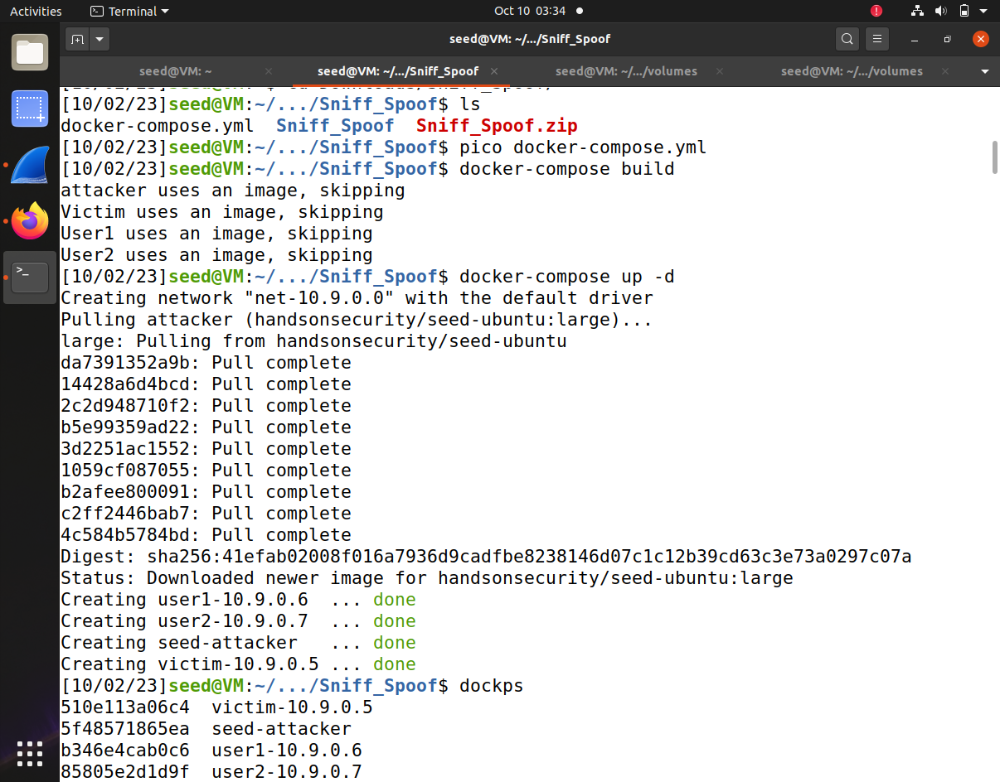 Activities Terminal Oct 10 03:34
seed@VM: ~/.../Sniff_Spoof
seed@VM: ~ seed@VM: ~/.../Sniff_Spoof seed@VM: ~/.../volumes seed@VM: ~/.../volumes
[10/02/23]seed@VM:~/.../Sniff_Spoof$ ls
docker-compose.yml Sniff_Spoof Sniff_Spoof.zip
[10/02/23]seed@VM:~/.../Sniff_Spoof$ pico docker-compose.yml
[10/02/23]seed@VM:~/.../Sniff_Spoof$ docker-compose build
attacker uses an image, skipping
Victim uses an image, skipping
User1 uses an image, skipping
User2 uses an image, skipping
[10/02/23]seed@VM:~/.../Sniff_Spoof$ docker-compose up -d
Creating network "net-10.9.0.0" with the default driver
Pulling attacker (handsonsecurity/seed-ubuntu:large)...
large: Pulling from handsonsecurity/seed-ubuntu
da7391352a9b: Pull complete
14428a6d4bcd: Pull complete
2c2d948710f2: Pull complete
b5e99359ad22: Pull complete
3d2251ac1552: Pull complete
1059cf087055: Pull complete
b2afee800091: Pull complete
c2ff2446bab7: Pull complete
4c584b5784bd: Pull complete
Digest: sha256:41efab02008f016a7936d9cadfbe8238146d07c1c12b39cd63c3e73a0297c07a
Status: Downloaded newer image for handsonsecurity/seed-ubuntu:large
Creating user1-10.9.0.6 ... done
Creating user2-10.9.0.7 ... done
Creating seed-attacker ... done
Creating victim-10.9.0.5 ... done
[10/02/23]seed@VM:~/.../Sniff_Spoof$ dockps
510e113a06c4 victim-10.9.0.5
5f48571865ea seed-attacker
b346e4cab0c6 user1-10.9.0.6
85805e2d1d9f user2-10.9.0.7